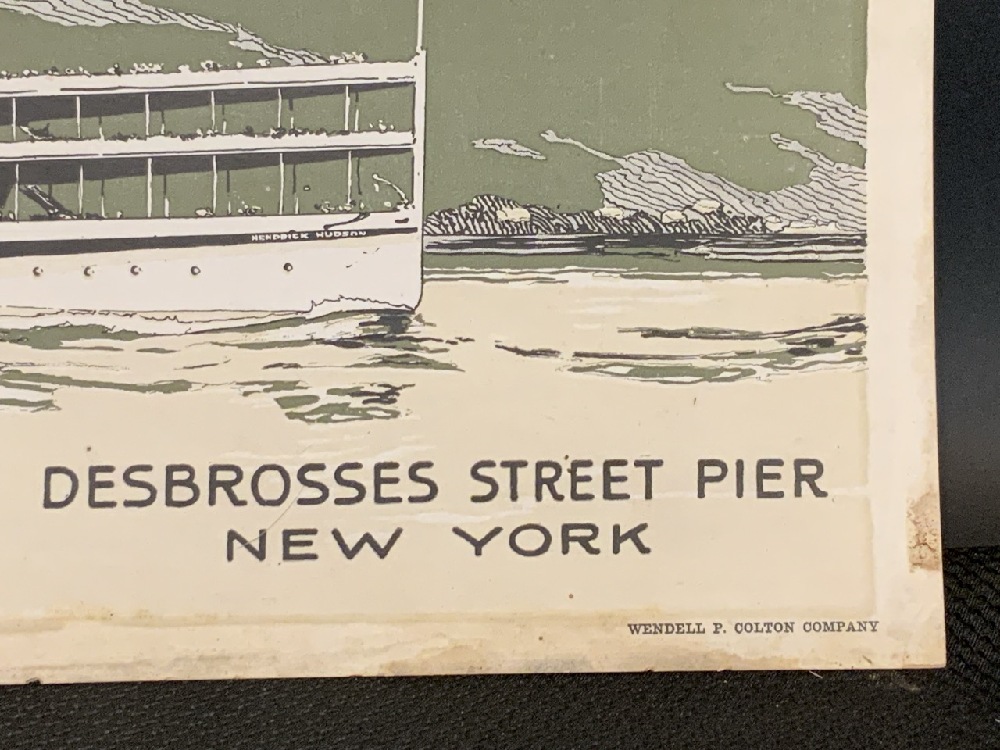 HENDRICK HUDSON
DESBROSSES STREET PIER
NEW YORK
WENDELL P. COLTON COMPANY